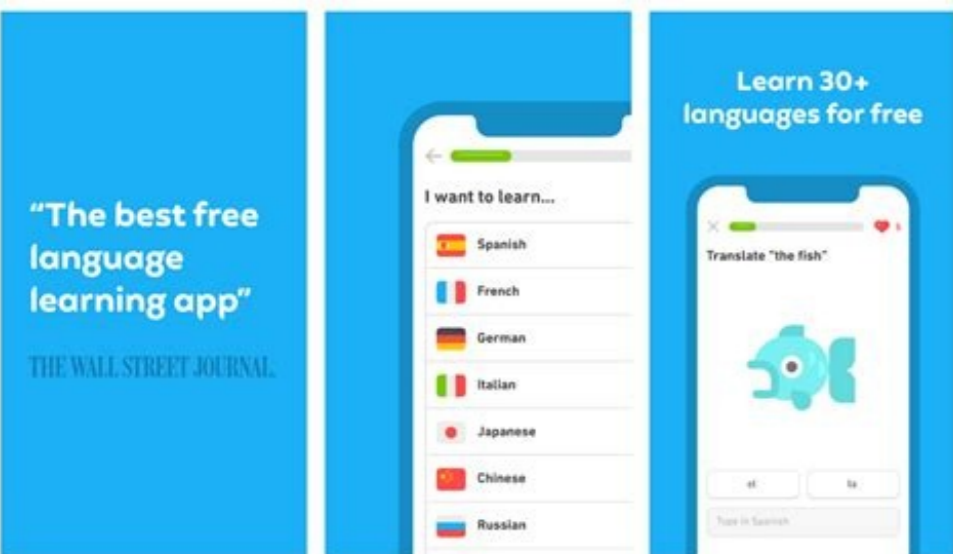 “The best free
language
learning app”
THE WALL STREET JOURNAL.
I want to learn...
Spanish
French
German
Italian
Japanese
Chinese
Russian
Learn 30+
languages for free
Translate "the fish"
el
la
Type in Spanish